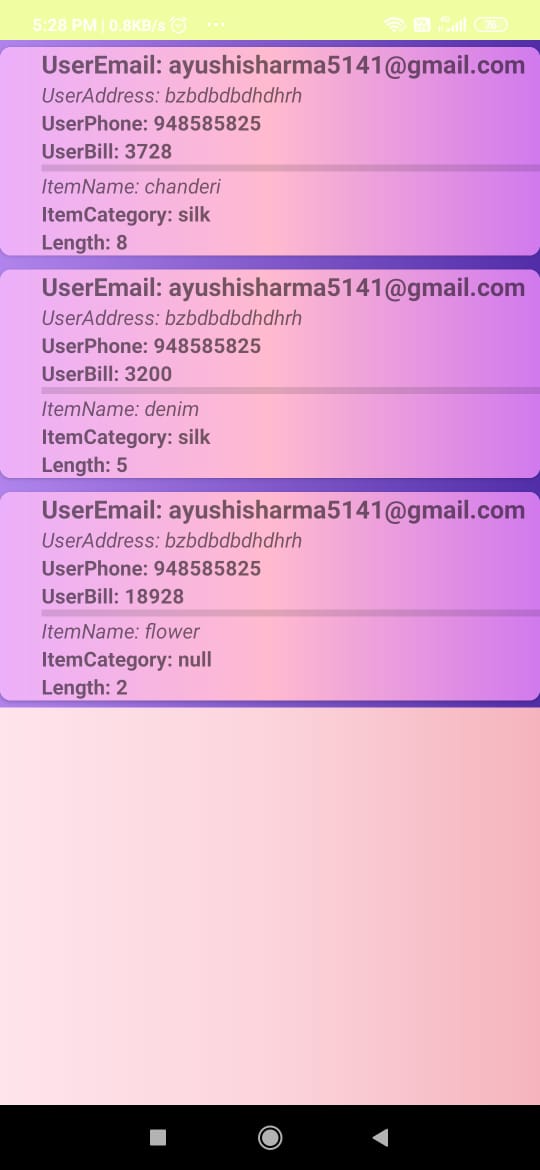 5:28 PM | 0.8KB/s
UserEmail: ayushisharma5141@gmail.com
UserAddress: bzbdbdbdhdhrh
UserPhone: 948585825
UserBill: 3728
ItemName: chanderi
ItemCategory: silk
Length: 8
UserEmail: ayushisharma5141@gmail.com
UserAddress: bzbdbdbdhdhrh
UserPhone: 948585825
UserBill: 3200
ItemName: denim
ItemCategory: silk
Length: 5
UserEmail: ayushisharma5141@gmail.com
UserAddress: bzbdbdbdhdhrh
UserPhone: 948585825
UserBill: 18928
ItemName: flower
ItemCategory: null
Length: 2